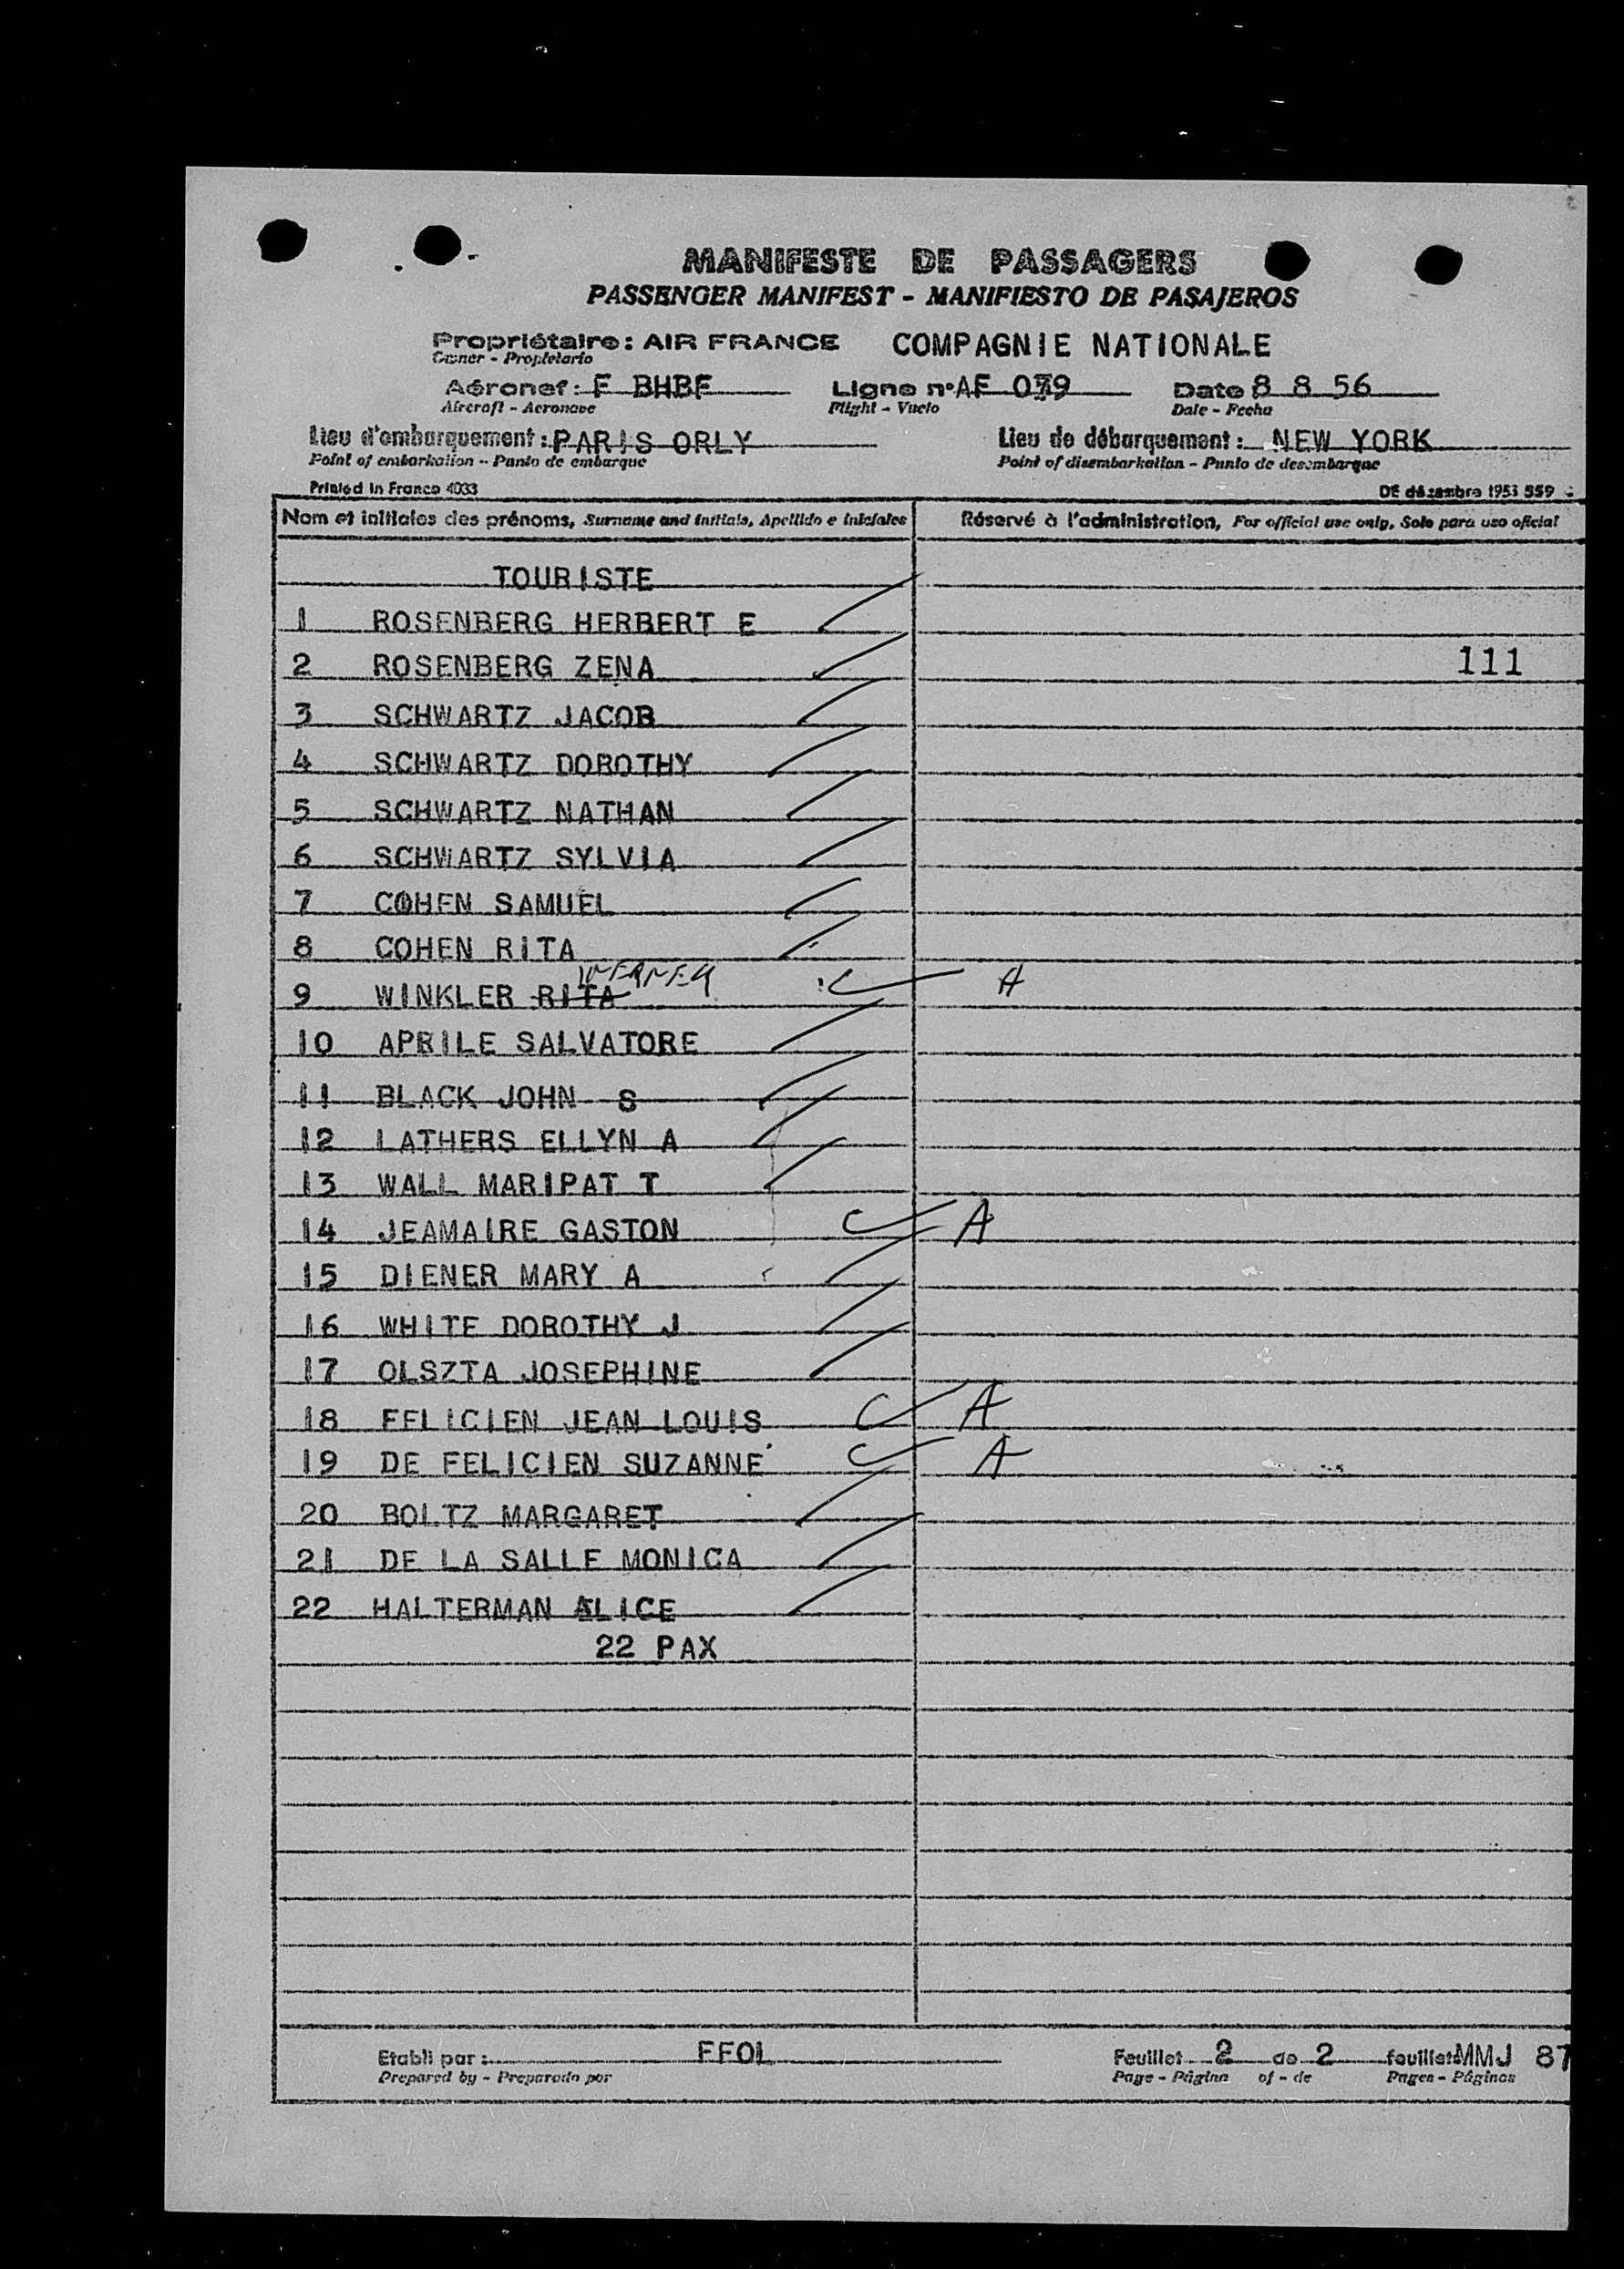 MANIFESTE DE PASSAGERS
PASSENGER MANIFEST - MANIFIESTO DE PASAJEROS
Propriétaire : AIR FRANCE COMPAGNIE NATIONALE
Owner - Propietario
Aéronef : F BHBF Ligne n° AF 079 Date 8 8 56
Aircraft - Aeronave Flight - Vuelo Date - Fecha
Lieu d'embarquement : PARIS ORLY Lieu de débarquement : NEW YORK
Point of embarkation - Punto de embarque Point of disembarkation - Punto de desembarque
Printed in France 4033 DE décembre 1953 559
Nom et initiales des prénoms, Surname and initials, Apellido e iniciales Réservé à l'administration, For official use only, Solo para uso oficial
TOURISTE
1 ROSENBERG HERBERT E
2 ROSENBERG ZENA 111
3 SCHWARTZ JACOB
4 SCHWARTZ DOROTHY
5 SCHWARTZ NATHAN
6 SCHWARTZ SYLVIA
7 COHEN SAMUEL
8 COHEN RITA
9 WINKLER RITA WERNER A
10 APRILE SALVATORE
11 BLACK JOHN S
12 LATHERS ELLYN A
13 WALL MARIPAT T
14 JEAMAIRE GASTON A
15 DIENER MARY A
16 WHITE DOROTHY J
17 OLSZTA JOSEPHINE
18 FELICIEN JEAN LOUIS A
19 DE FELICIEN SUZANNE A
20 BOLTZ MARGARET
21 DE LA SALLE MONICA
22 HALTERMAN ALICE
22 PAX
Etabli par : FFOL Feuillet 2 de 2 feuillets MMJ 87
Prepared by - Preparado por Page - Página of - de Pages - Páginas